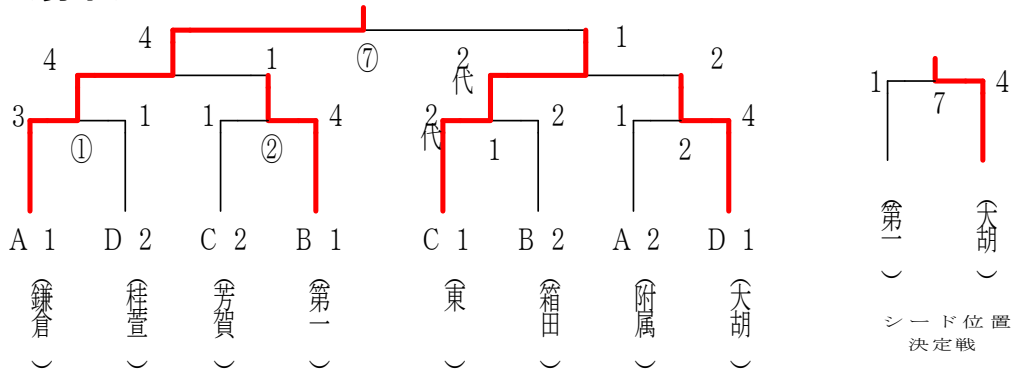 4 1
⑦
4 1 2 2
代
1 4
7
3 1 1 4 2 2 1 4
代
① ② 1 2
A 1 D 2 C 2 B 1 C 1 B 2 A 2 D 1
（鎌倉） （桂萱） （芳賀） （第一） （東） （箱田） （附属） （大胡）
（第一） （大胡）
シード位置
決定戦